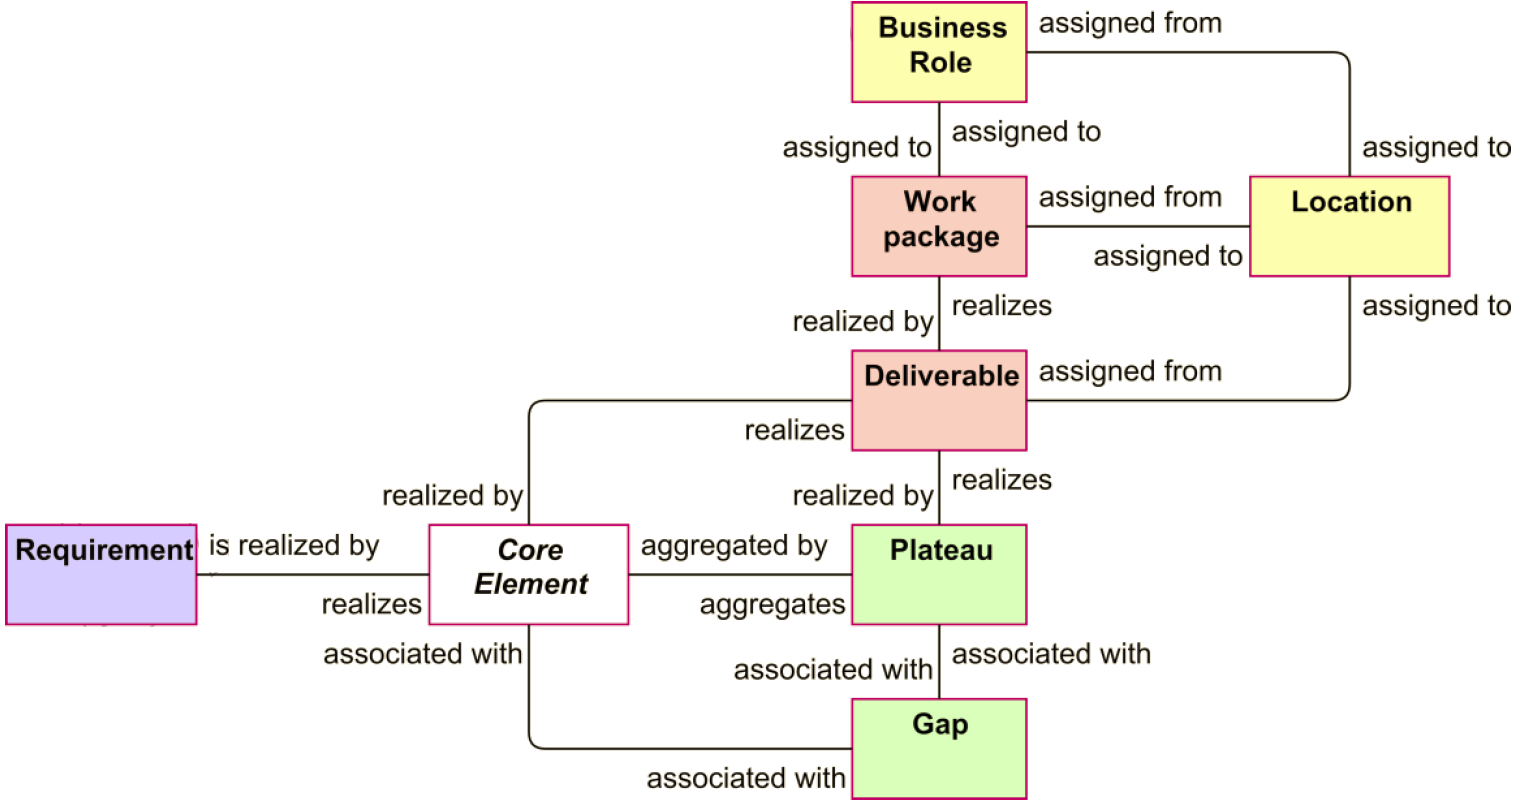 Business
Role
assigned from
assigned to
assigned to
assigned to
Work
package
assigned from
assigned to
Location
realized by
realizes
assigned to
Deliverable
assigned from
realizes
realized by
realized by
realizes
Requirement
is realized by
realizes
Core
Element
aggregated by
aggregates
Plateau
associated with
associated with
associated with
Gap
associated with